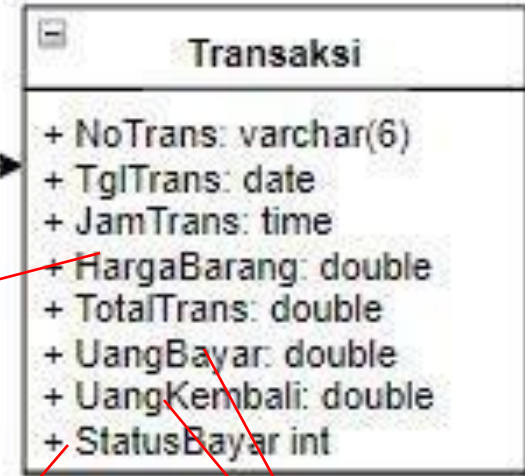 Transaksi
+ NoTrans: varchar(6)
+ TglTrans: date
+ JamTrans: time
+ HargaBarang: double
+ TotalTrans: double
+ UangBayar: double
+ UangKembali: double
+ StatusBayar int